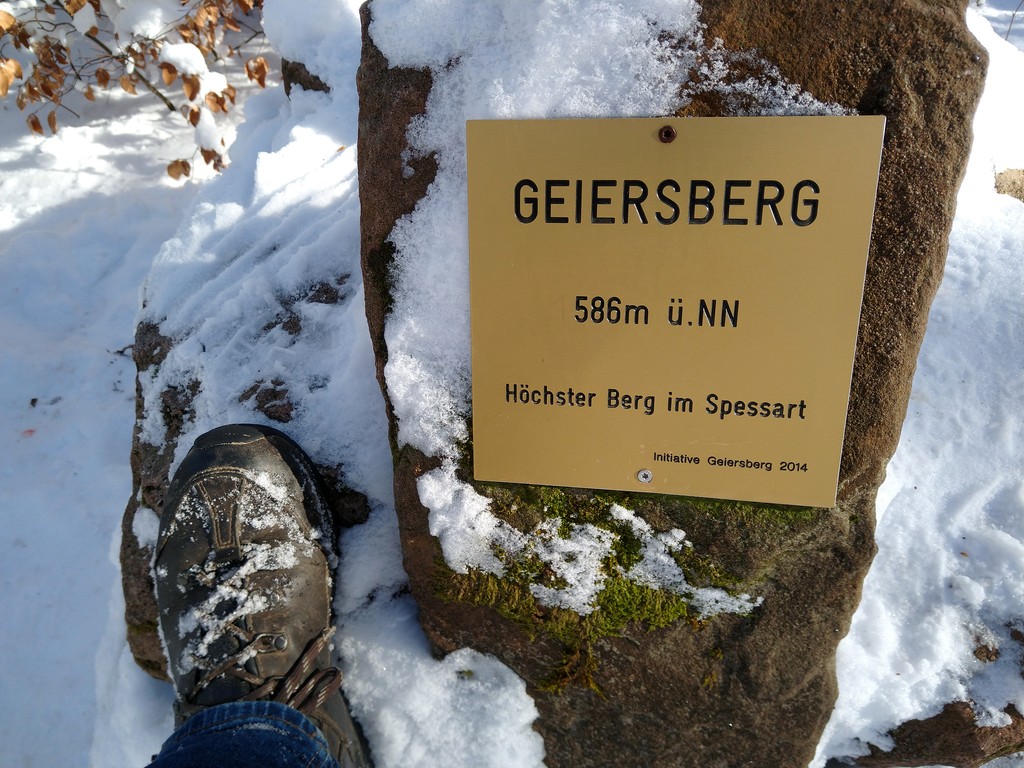 GEIERSBERG
586m ü.NN
Höchster Berg im Spessart
Initiative Geiersberg 2014